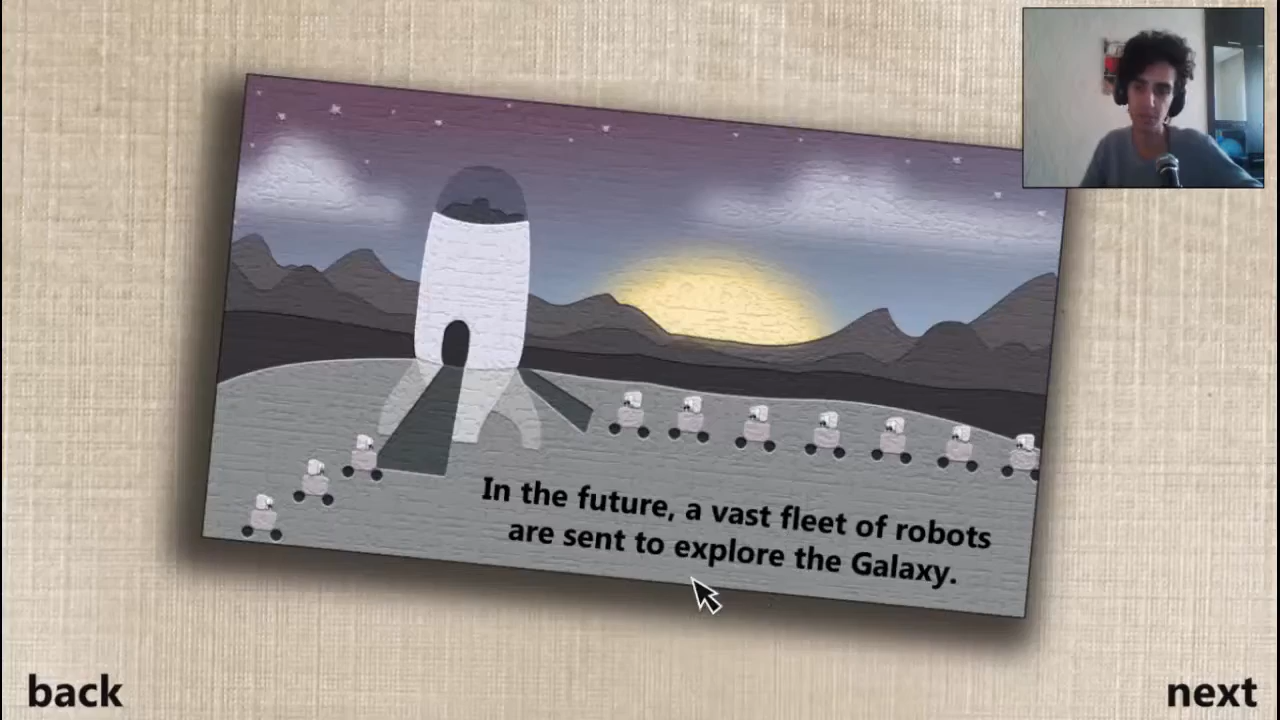 In the future, a vast fleet of robots
are sent to explore the Galaxy.
back
next